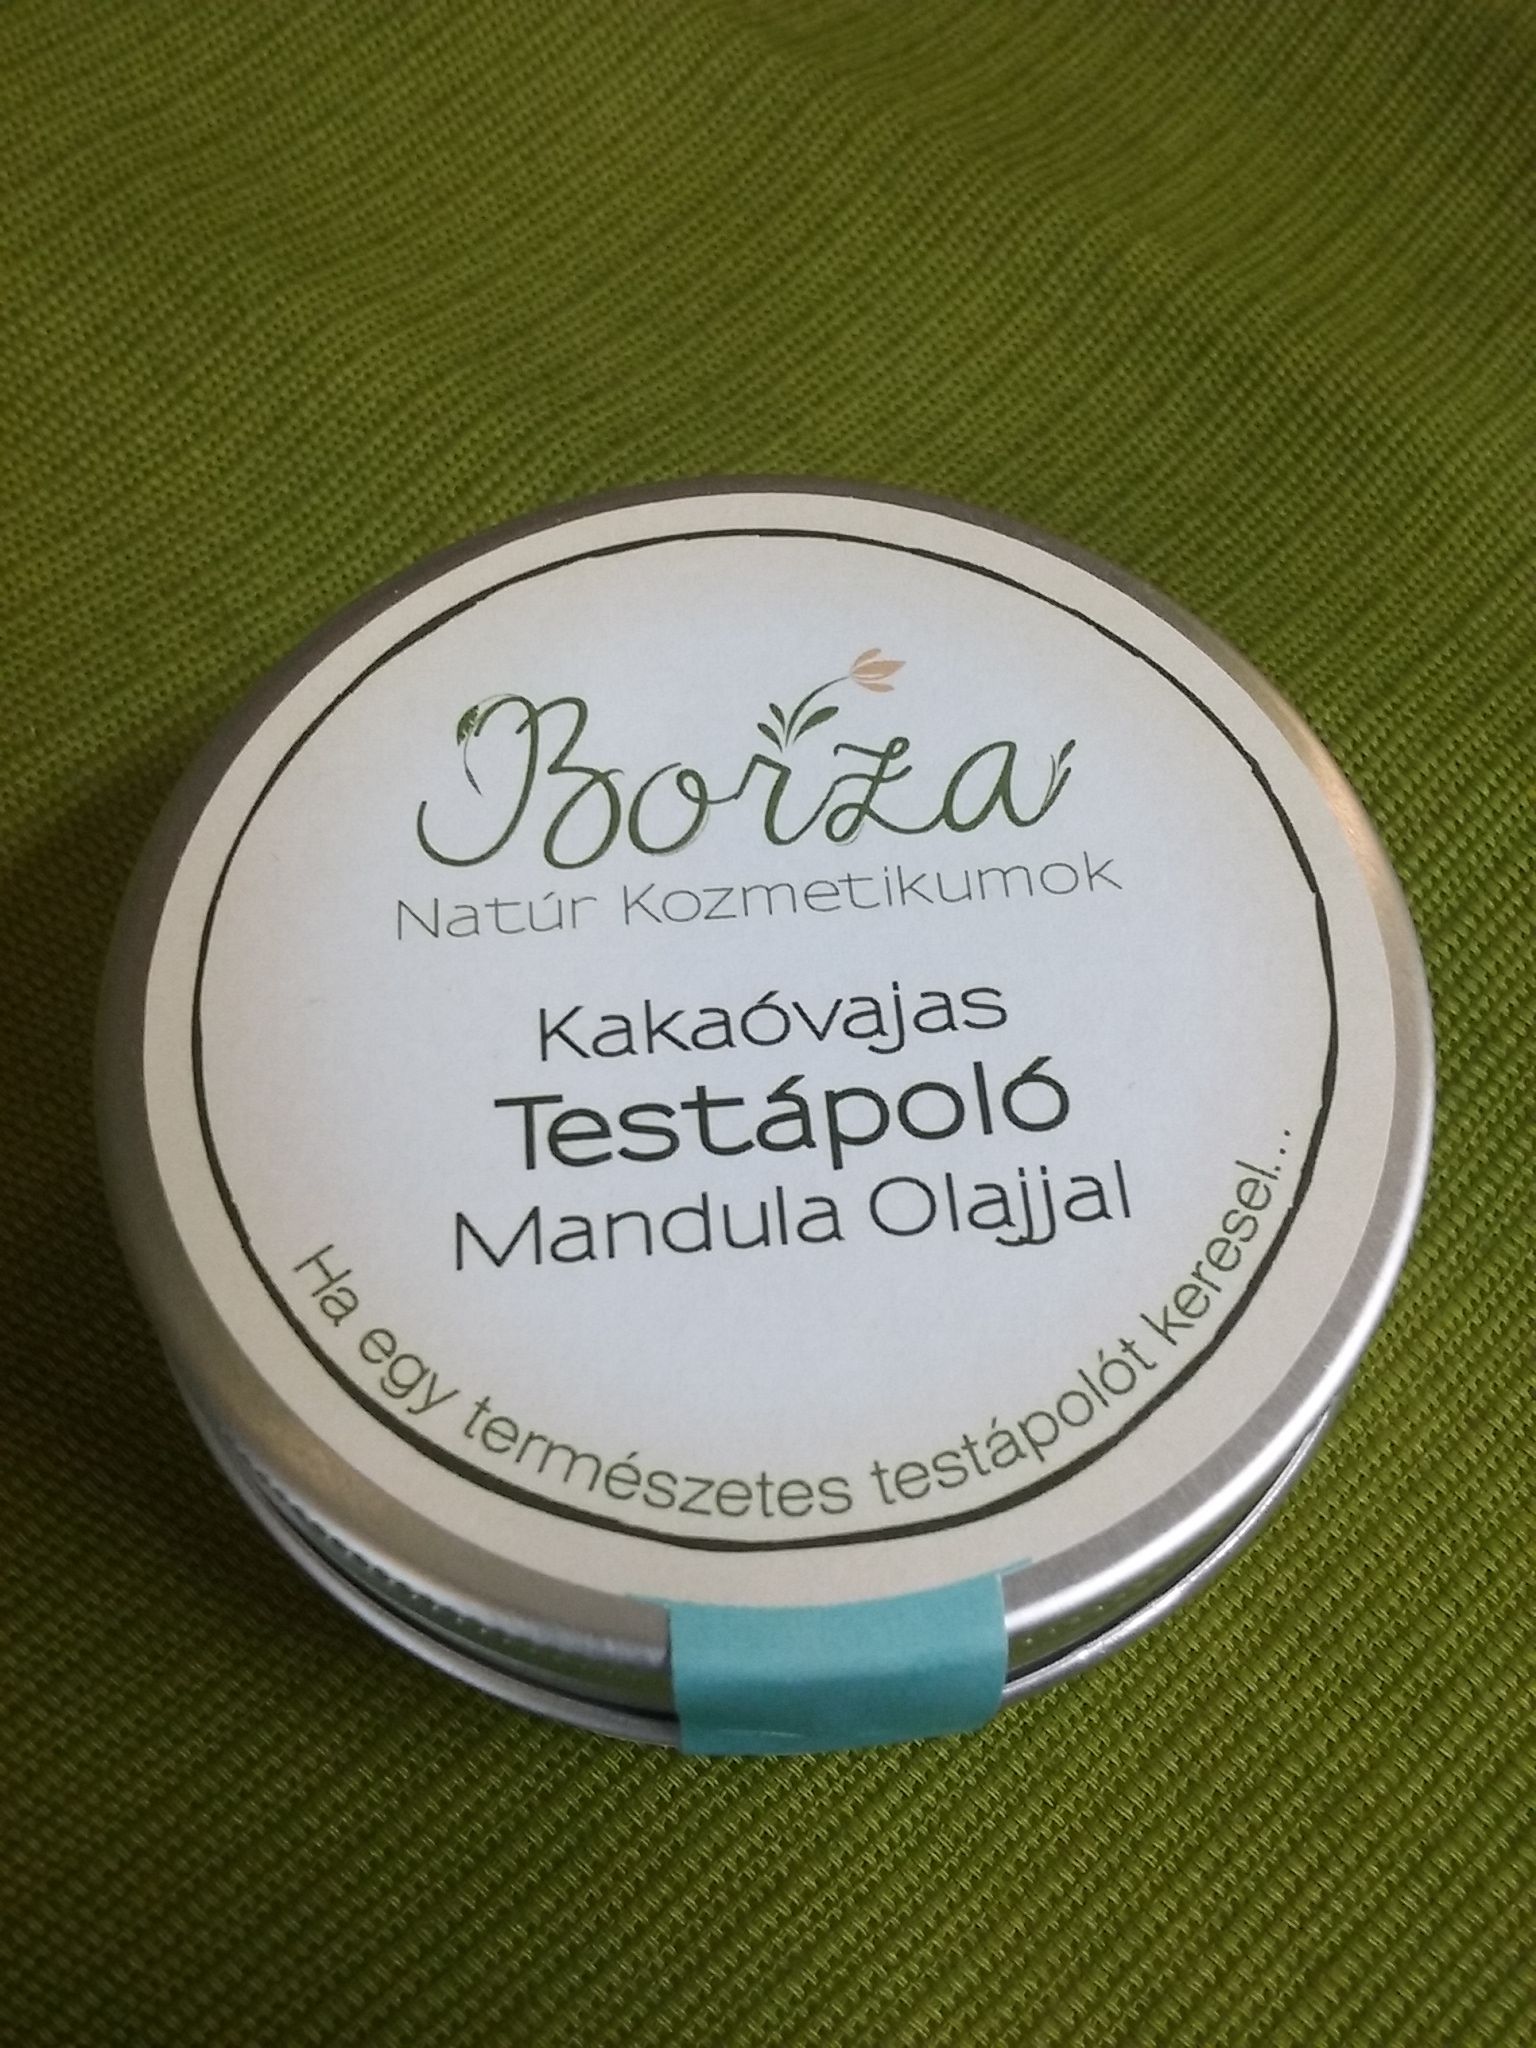 Borza
Natúr Kozmetikumok
Kakaóvajas
Testápoló
Mandula Olajjal
Ha egy természetes testápolót keresel...